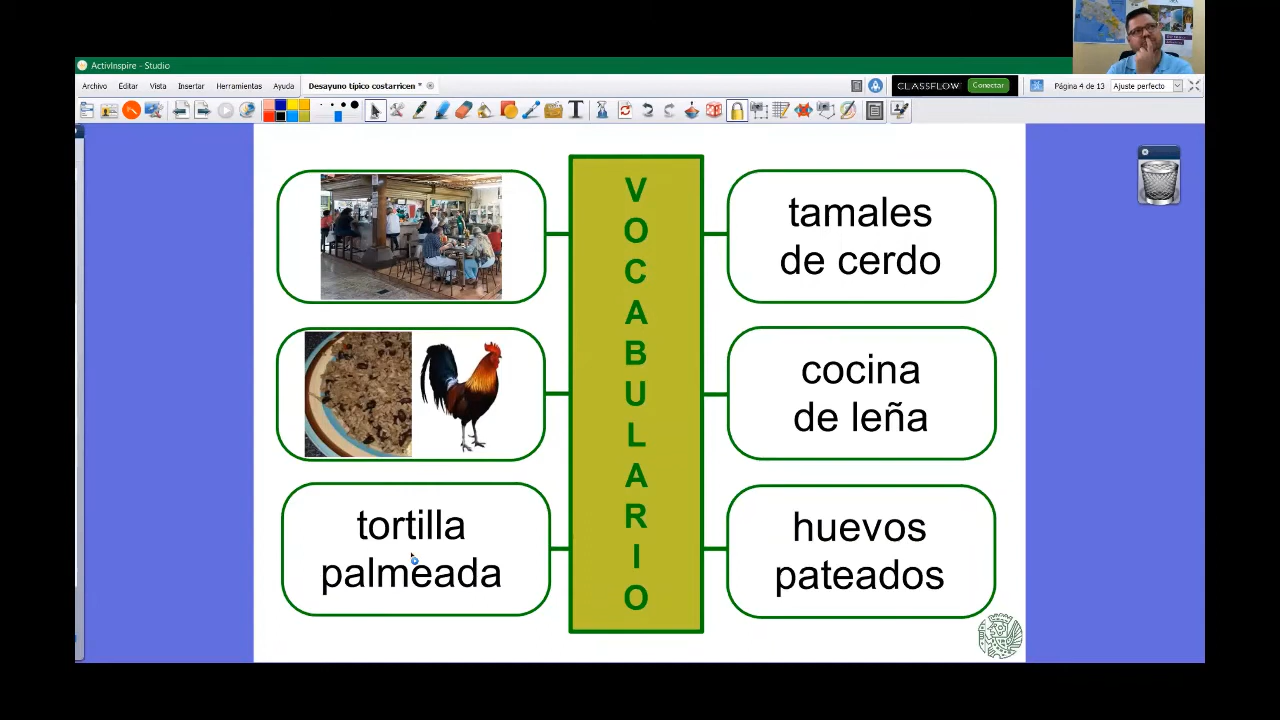 ActivInspire - Studio
Archivo Editar Vista Insertar Herramientas Ayuda
Desayuno típico costarricen *
CLASSFLOW Conectar
Página 4 de 13
Ajuste perfecto
VOCABULARIO
tamales
de cerdo
cocina
de leña
tortilla
palmeada
huevos
pateados